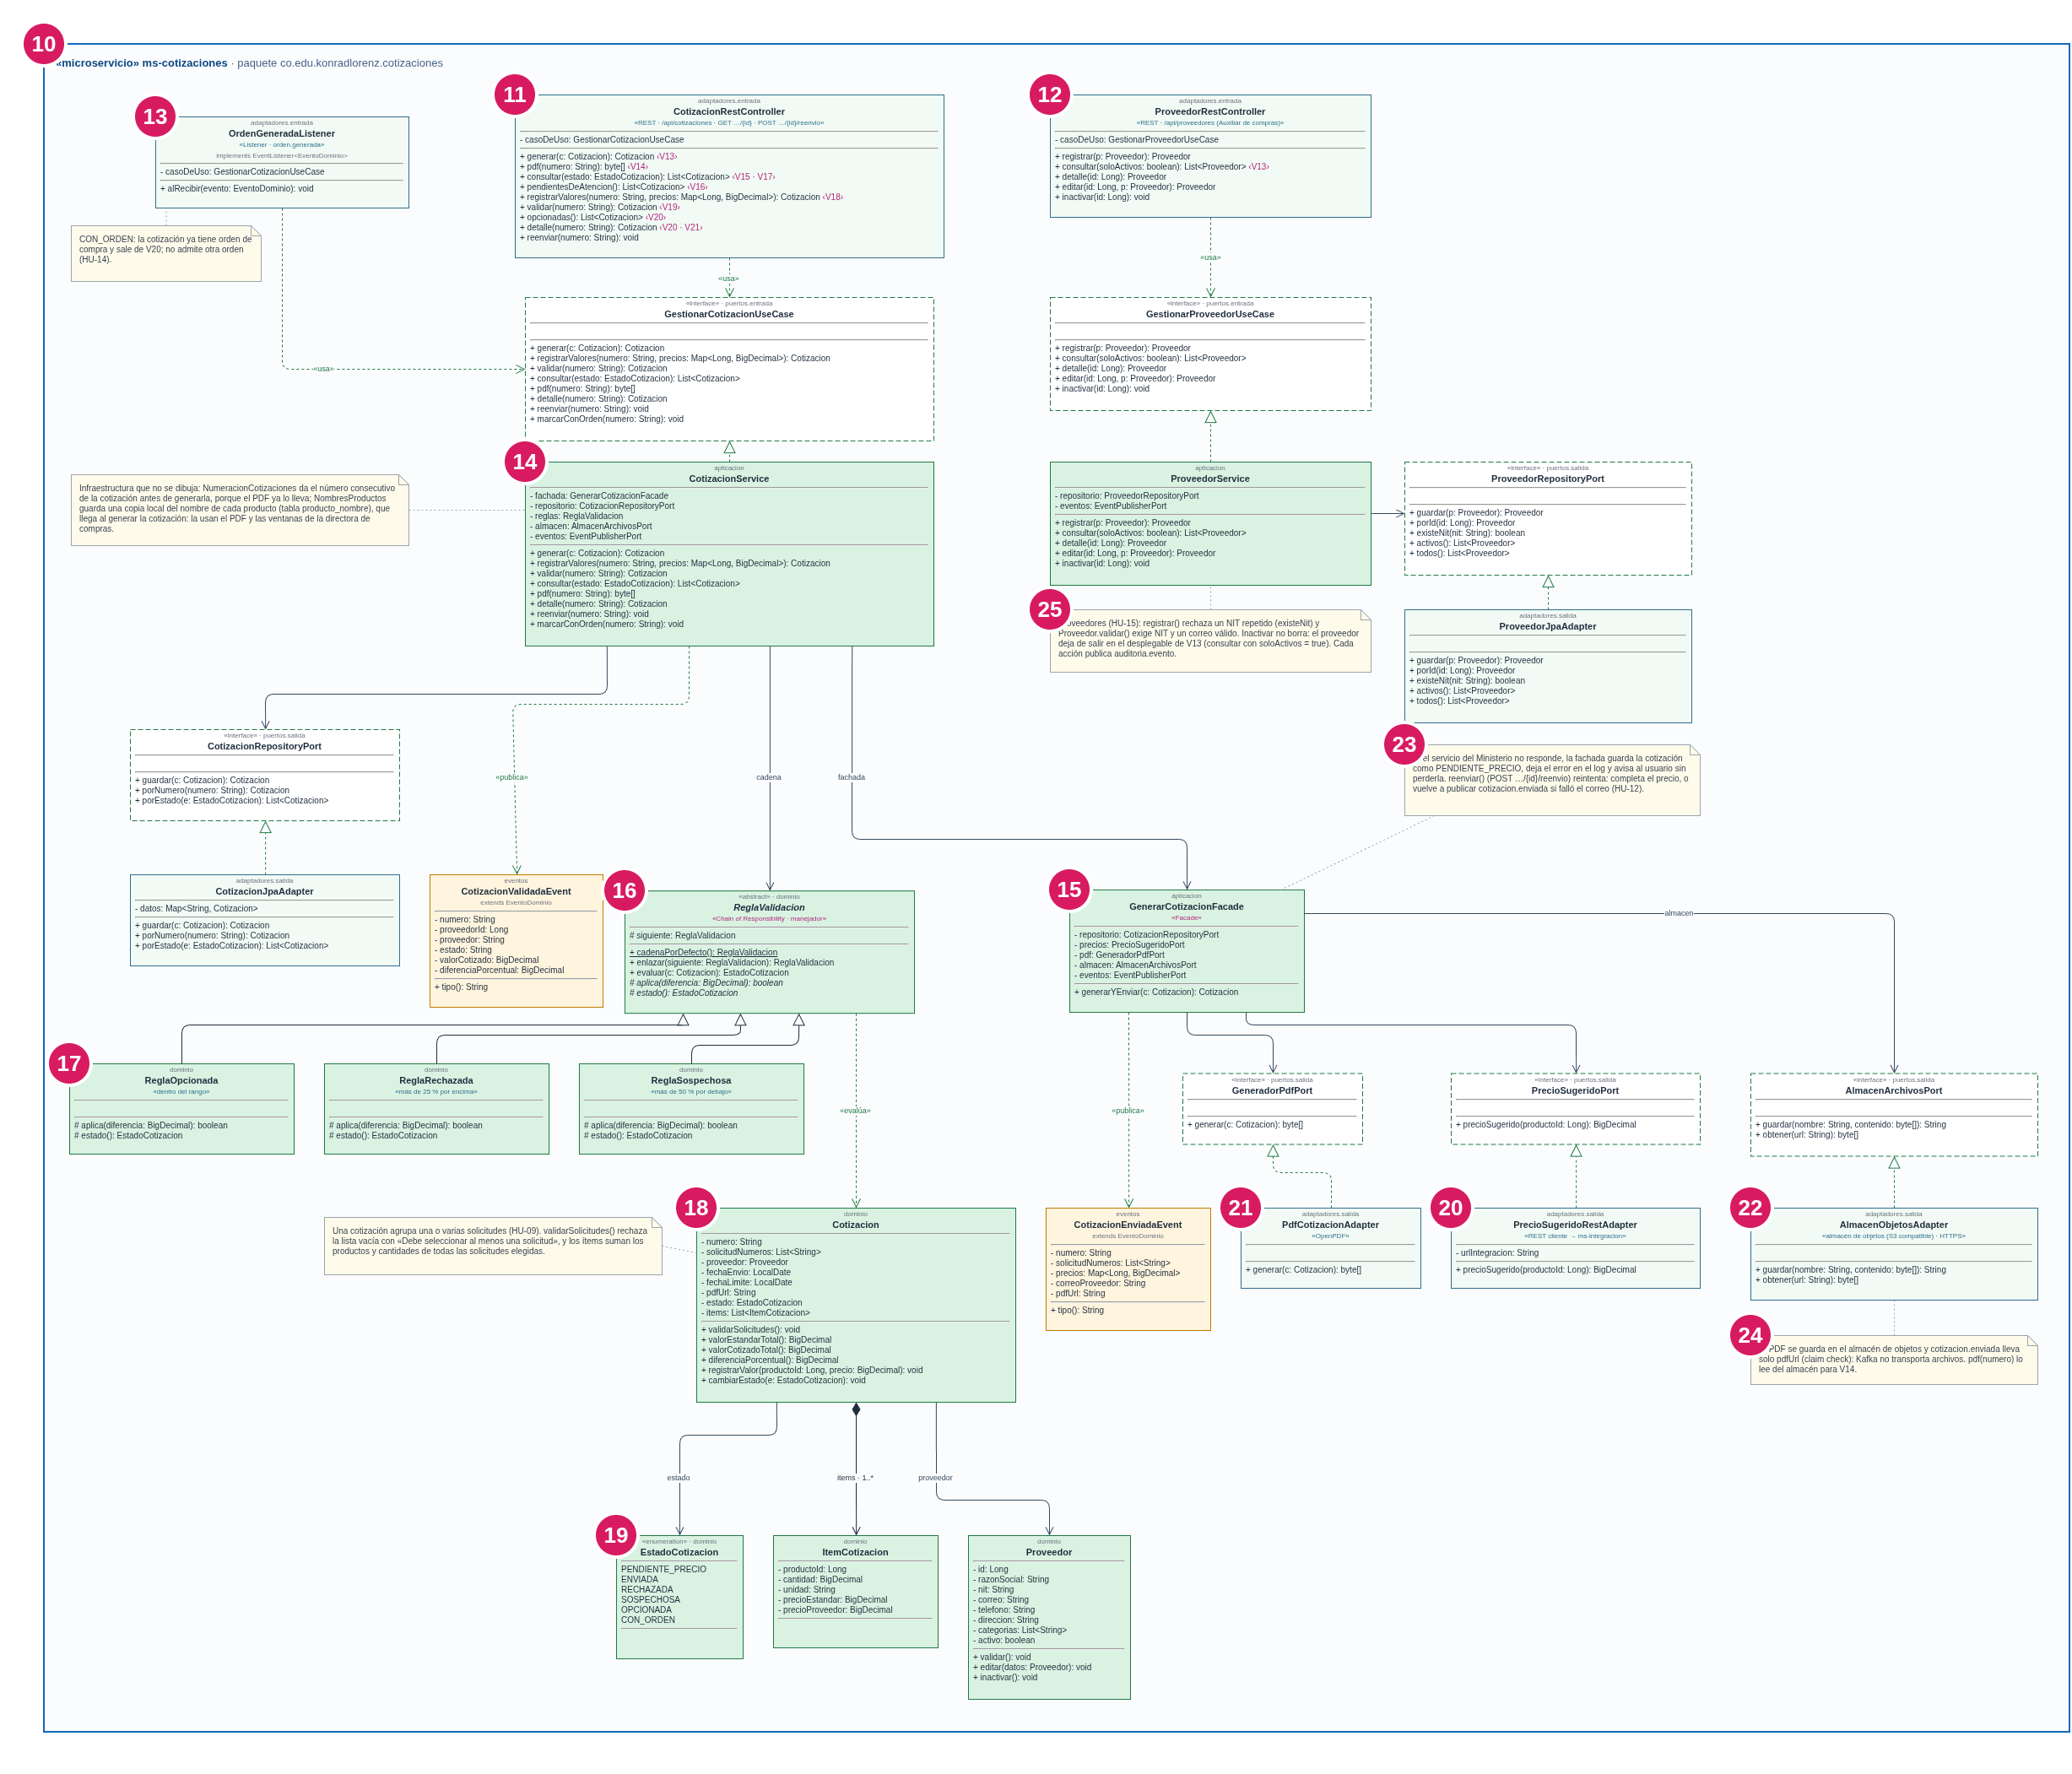 10
«microservicio» ms-cotizaciones · paquete co.edu.konradlorenz.cotizaciones
13
adaptadores.entrada
OrdenGeneradaListener
«Listener · orden.generada»
implements EventListener<EventoDominio>
- casoDeUso: GestionarCotizacionUseCase
+ alRecibir(evento: EventoDominio): void
CON_ORDEN: la cotización ya tiene orden de
compra y sale de V20; no admite otra orden
(HU-14).
11
adaptadores.entrada
CotizacionRestController
«REST · /api/cotizaciones · GET …/{id} · POST …/{id}/reenvio»
- casoDeUso: GestionarCotizacionUseCase
+ generar(c: Cotizacion): Cotizacion ‹V13›
+ pdf(numero: String): byte[] ‹V14›
+ consultar(estado: EstadoCotizacion): List<Cotizacion> ‹V15 · V17›
+ pendientesDeAtencion(): List<Cotizacion> ‹V16›
+ registrarValores(numero: String, precios: Map<Long, BigDecimal>): Cotizacion ‹V18›
+ validar(numero: String): Cotizacion ‹V19›
+ opcionadas(): List<Cotizacion> ‹V20›
+ detalle(numero: String): Cotizacion ‹V20 · V21›
+ reenviar(numero: String): void
12
adaptadores.entrada
ProveedorRestController
«REST · /api/proveedores (Auxiliar de compras)»
- casoDeUso: GestionarProveedorUseCase
+ registrar(p: Proveedor): Proveedor
+ consultar(soloActivos: boolean): List<Proveedor> ‹V13›
+ detalle(id: Long): Proveedor
+ editar(id: Long, p: Proveedor): Proveedor
+ inactivar(id: Long): void
«usa»
«usa»
«usa»
«interface» · puertos.entrada
GestionarCotizacionUseCase
+ generar(c: Cotizacion): Cotizacion
+ registrarValores(numero: String, precios: Map<Long, BigDecimal>): Cotizacion
+ validar(numero: String): Cotizacion
+ consultar(estado: EstadoCotizacion): List<Cotizacion>
+ pdf(numero: String): byte[]
+ detalle(numero: String): Cotizacion
+ reenviar(numero: String): void
+ marcarConOrden(numero: String): void
«interface» · puertos.entrada
GestionarProveedorUseCase
+ registrar(p: Proveedor): Proveedor
+ consultar(soloActivos: boolean): List<Proveedor>
+ detalle(id: Long): Proveedor
+ editar(id: Long, p: Proveedor): Proveedor
+ inactivar(id: Long): void
Infraestructura que no se dibuja: NumeracionCotizaciones da el número consecutivo
de la cotización antes de generarla, porque el PDF ya lo lleva; NombresProductos
guarda una copia local del nombre de cada producto (tabla producto_nombre), que
llega al generar la cotización: la usan el PDF y las ventanas de la directora de
compras.
14
aplicacion
CotizacionService
- fachada: GenerarCotizacionFacade
- repositorio: CotizacionRepositoryPort
- reglas: ReglaValidacion
- almacen: AlmacenArchivosPort
- eventos: EventPublisherPort
+ generar(c: Cotizacion): Cotizacion
+ registrarValores(numero: String, precios: Map<Long, BigDecimal>): Cotizacion
+ validar(numero: String): Cotizacion
+ consultar(estado: EstadoCotizacion): List<Cotizacion>
+ pdf(numero: String): byte[]
+ detalle(numero: String): Cotizacion
+ reenviar(numero: String): void
+ marcarConOrden(numero: String): void
aplicacion
ProveedorService
- repositorio: ProveedorRepositoryPort
- eventos: EventPublisherPort
+ registrar(p: Proveedor): Proveedor
+ consultar(soloActivos: boolean): List<Proveedor>
+ detalle(id: Long): Proveedor
+ editar(id: Long, p: Proveedor): Proveedor
+ inactivar(id: Long): void
«interface» · puertos.salida
ProveedorRepositoryPort
+ guardar(p: Proveedor): Proveedor
+ porId(id: Long): Proveedor
+ existeNit(nit: String): boolean
+ activos(): List<Proveedor>
+ todos(): List<Proveedor>
25
(HU-15): registrar() rechaza un NIT repetido (existeNit) y
Proveedor.validar() exige NIT y un correo válido. Inactivar no borra: el proveedor
deja de salir en el desplegable de V13 (consultar con soloActivos = true). Cada
acción publica auditoria.evento.
adaptadores.salida
ProveedorJpaAdapter
+ guardar(p: Proveedor): Proveedor
+ porId(id: Long): Proveedor
+ existeNit(nit: String): boolean
+ activos(): List<Proveedor>
+ todos(): List<Proveedor>
23
el servicio del Ministerio no responde, la fachada guarda la cotización
como PENDIENTE_PRECIO, deja el error en el log y avisa al usuario sin
perderla. reenviar() (POST …/{id}/reenvio) reintenta: completa el precio, o
vuelve a publicar cotizacion.enviada si falló el correo (HU-12).
«interface» · puertos.salida
CotizacionRepositoryPort
+ guardar(c: Cotizacion): Cotizacion
+ porNumero(numero: String): Cotizacion
+ porEstado(e: EstadoCotizacion): List<Cotizacion>
«publica»
cadena
fachada
adaptadores.salida
CotizacionJpaAdapter
- datos: Map<String, Cotizacion>
+ guardar(c: Cotizacion): Cotizacion
+ porNumero(numero: String): Cotizacion
+ porEstado(e: EstadoCotizacion): List<Cotizacion>
eventos
CotizacionValidadaEvent
extends EventoDominio
- numero: String
- proveedorId: Long
- proveedor: String
- estado: String
- valorCotizado: BigDecimal
- diferenciaPorcentual: BigDecimal
+ tipo(): String
16
«abstract» · dominio
ReglaValidacion
«Chain of Responsibility · manejador»
# siguiente: ReglaValidacion
+ cadenaPorDefecto(): ReglaValidacion
+ enlazar(siguiente: ReglaValidacion): ReglaValidacion
+ evaluar(c: Cotizacion): EstadoCotizacion
# aplica(diferencia: BigDecimal): boolean
# estado(): EstadoCotizacion
15
aplicacion
GenerarCotizacionFacade
«Facade»
- repositorio: CotizacionRepositoryPort
- precios: PrecioSugeridoPort
- pdf: GeneradorPdfPort
- almacen: AlmacenArchivosPort
- eventos: EventPublisherPort
+ generarYEnviar(c: Cotizacion): Cotizacion
almacen
17
dominio
ReglaOpcionada
«dentro del rango»
# aplica(diferencia: BigDecimal): boolean
# estado(): EstadoCotizacion
dominio
ReglaRechazada
«más de 25 % por encima»
# aplica(diferencia: BigDecimal): boolean
# estado(): EstadoCotizacion
dominio
ReglaSospechosa
«más de 50 % por debajo»
# aplica(diferencia: BigDecimal): boolean
# estado(): EstadoCotizacion
«evalúa»
«publica»
«interface» · puertos.salida
GeneradorPdfPort
+ generar(c: Cotizacion): byte[]
«interface» · puertos.salida
PrecioSugeridoPort
+ precioSugerido(productoId: Long): BigDecimal
«interface» · puertos.salida
AlmacenArchivosPort
+ guardar(nombre: String, contenido: byte[]): String
+ obtener(url: String): byte[]
Una cotización agrupa una o varias solicitudes (HU-09). validarSolicitudes() rechaza
la lista vacía con «Debe seleccionar al menos una solicitud», y los ítems suman los
productos y cantidades de todas las solicitudes elegidas.
18
dominio
Cotizacion
- numero: String
- solicitudNumeros: List<String>
- proveedor: Proveedor
- fechaEnvio: LocalDate
- fechaLimite: LocalDate
- pdfUrl: String
- estado: EstadoCotizacion
- items: List<ItemCotizacion>
+ validarSolicitudes(): void
+ valorEstandarTotal(): BigDecimal
+ valorCotizadoTotal(): BigDecimal
+ diferenciaPorcentual(): BigDecimal
+ registrarValor(productoId: Long, precio: BigDecimal): void
+ cambiarEstado(e: EstadoCotizacion): void
eventos
CotizacionEnviadaEvent
extends EventoDominio
- numero: String
- solicitudNumeros: List<String>
- precios: Map<Long, BigDecimal>
- correoProveedor: String
- pdfUrl: String
+ tipo(): String
21
adaptadores.salida
PdfCotizacionAdapter
«OpenPDF»
+ generar(c: Cotizacion): byte[]
20
adaptadores.salida
PrecioSugeridoRestAdapter
«REST cliente → ms-integracion»
- urlIntegracion: String
+ precioSugerido(productoId: Long): BigDecimal
22
adaptadores.salida
AlmacenObjetosAdapter
«almacen de objetos (S3 compatible) · HTTPS»
+ guardar(nombre: String, contenido: byte[]): String
+ obtener(url: String): byte[]
24
PDF se guarda en el almacén de objetos y cotizacion.enviada lleva
solo pdfUrl (claim check): Kafka no transporta archivos. pdf(numero) lo
lee del almacén para V14.
estado
items · 1..*
proveedor
19
«enumeration» · dominio
EstadoCotizacion
PENDIENTE_PRECIO
ENVIADA
RECHAZADA
SOSPECHOSA
OPCIONADA
CON_ORDEN
dominio
ItemCotizacion
- productoId: Long
- cantidad: BigDecimal
- unidad: String
- precioEstandar: BigDecimal
- precioProveedor: BigDecimal
dominio
Proveedor
- id: Long
- razonSocial: String
- nit: String
- correo: String
- telefono: String
- direccion: String
- categorias: List<String>
- activo: boolean
+ validar(): void
+ editar(datos: Proveedor): void
+ inactivar(): void